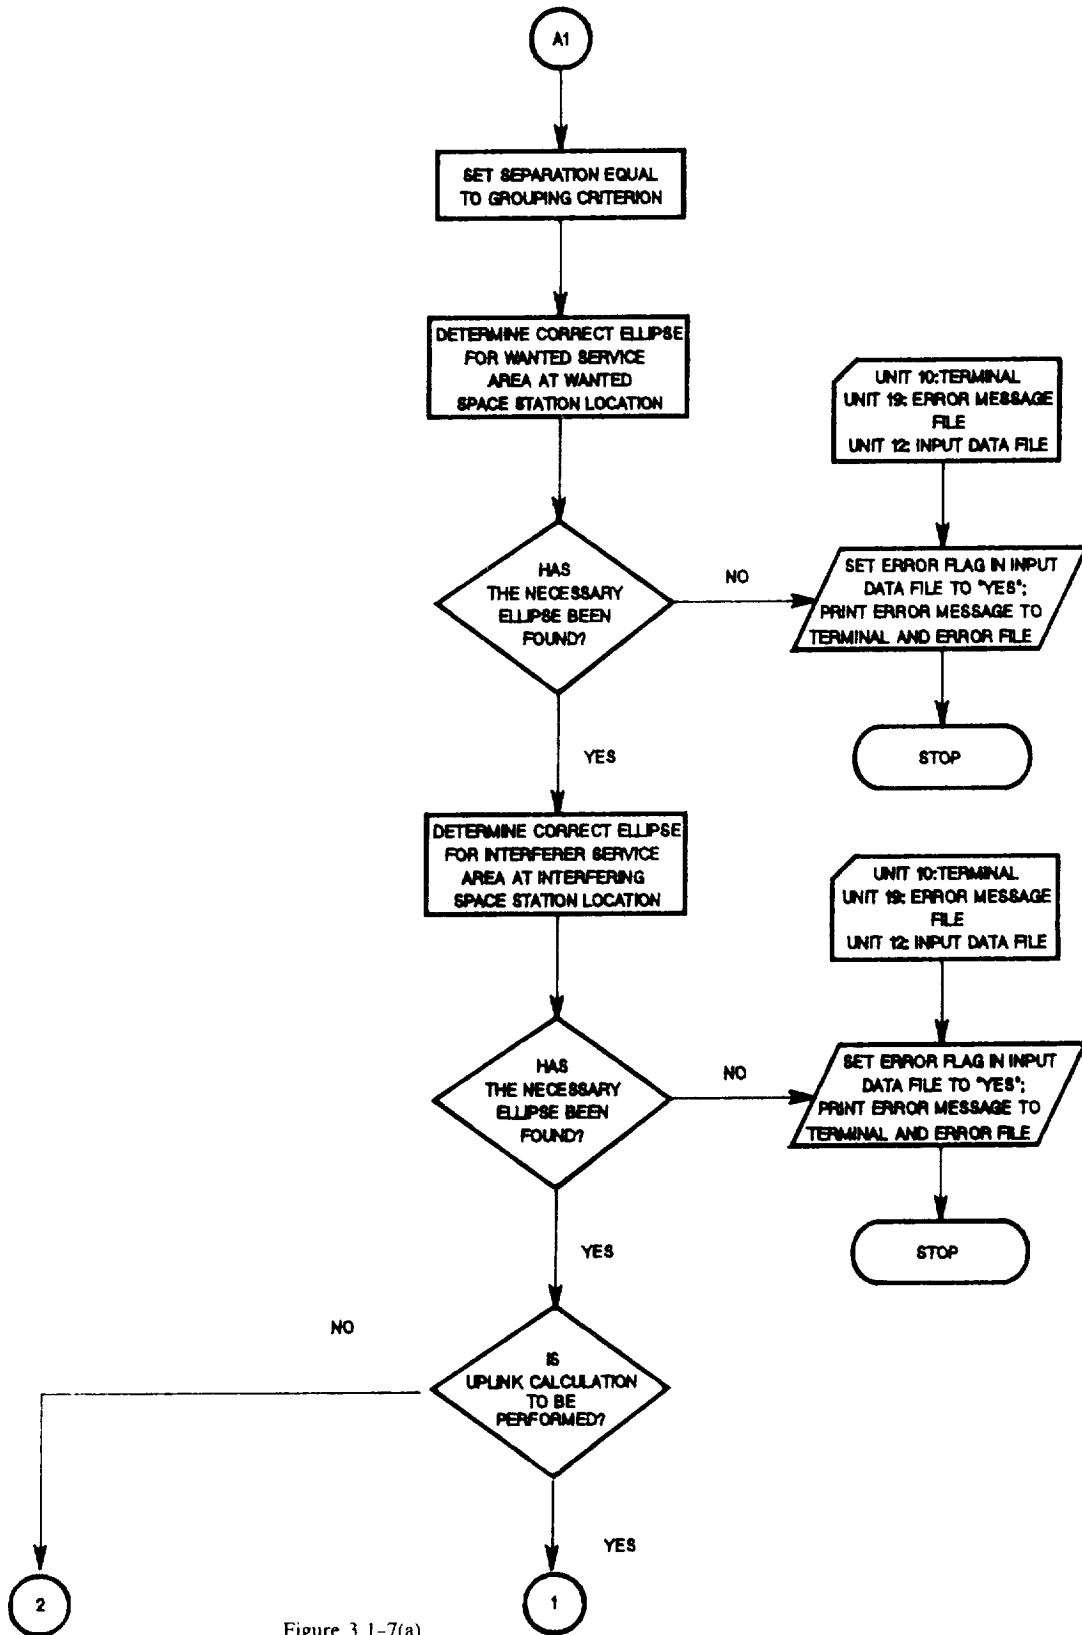 A1
SET SEPARATION EQUAL
TO GROUPING CRITERION
DETERMINE CORRECT ELLIPSE
FOR WANTED SERVICE
AREA AT WANTED
SPACE STATION LOCATION
UNIT 10:TERMINAL
UNIT 19: ERROR MESSAGE
FILE
UNIT 12: INPUT DATA FILE
HAS
THE NECESSARY
ELLIPSE BEEN
FOUND?
NO
SET ERROR FLAG IN INPUT
DATA FILE TO "YES";
PRINT ERROR MESSAGE TO
TERMINAL AND ERROR FILE
YES
STOP
DETERMINE CORRECT ELLIPSE
FOR INTERFERER SERVICE
AREA AT INTERFERING
SPACE STATION LOCATION
UNIT 10:TERMINAL
UNIT 19: ERROR MESSAGE
FILE
UNIT 12: INPUT DATA FILE
HAS
THE NECESSARY
ELLIPSE BEEN
FOUND?
NO
SET ERROR FLAG IN INPUT
DATA FILE TO "YES";
PRINT ERROR MESSAGE TO
TERMINAL AND ERROR FILE
YES
STOP
NO
IS
UPLINK CALCULATION
TO BE
PERFORMED?
YES
2
1
Figure 3.1-7(a)